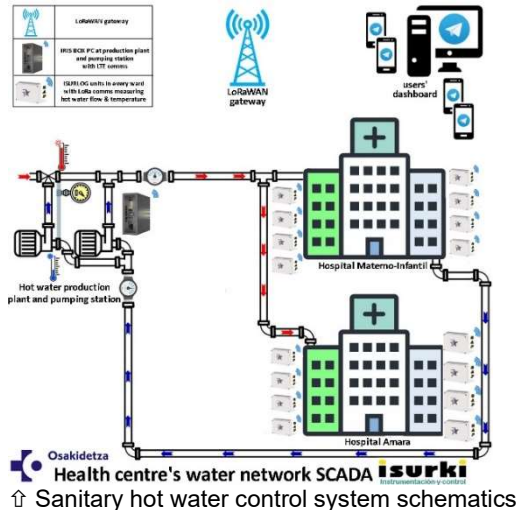 LoRaWAN gateway
IRIS BOX PC at production plant
and pumping station
with LTE comms
ISURLOG units in every ward
with LoRa comms measuring
hot water flow & temperature
LoRaWAN
gateway
users'
dashboard
Hospital Materno-Infantil
Hot water production
plant and pumping station
Hospital Amara
Osakidetza
Health centre's water network SCADA
isurki
Instrumentación y control
⇧ Sanitary hot water control system schematics